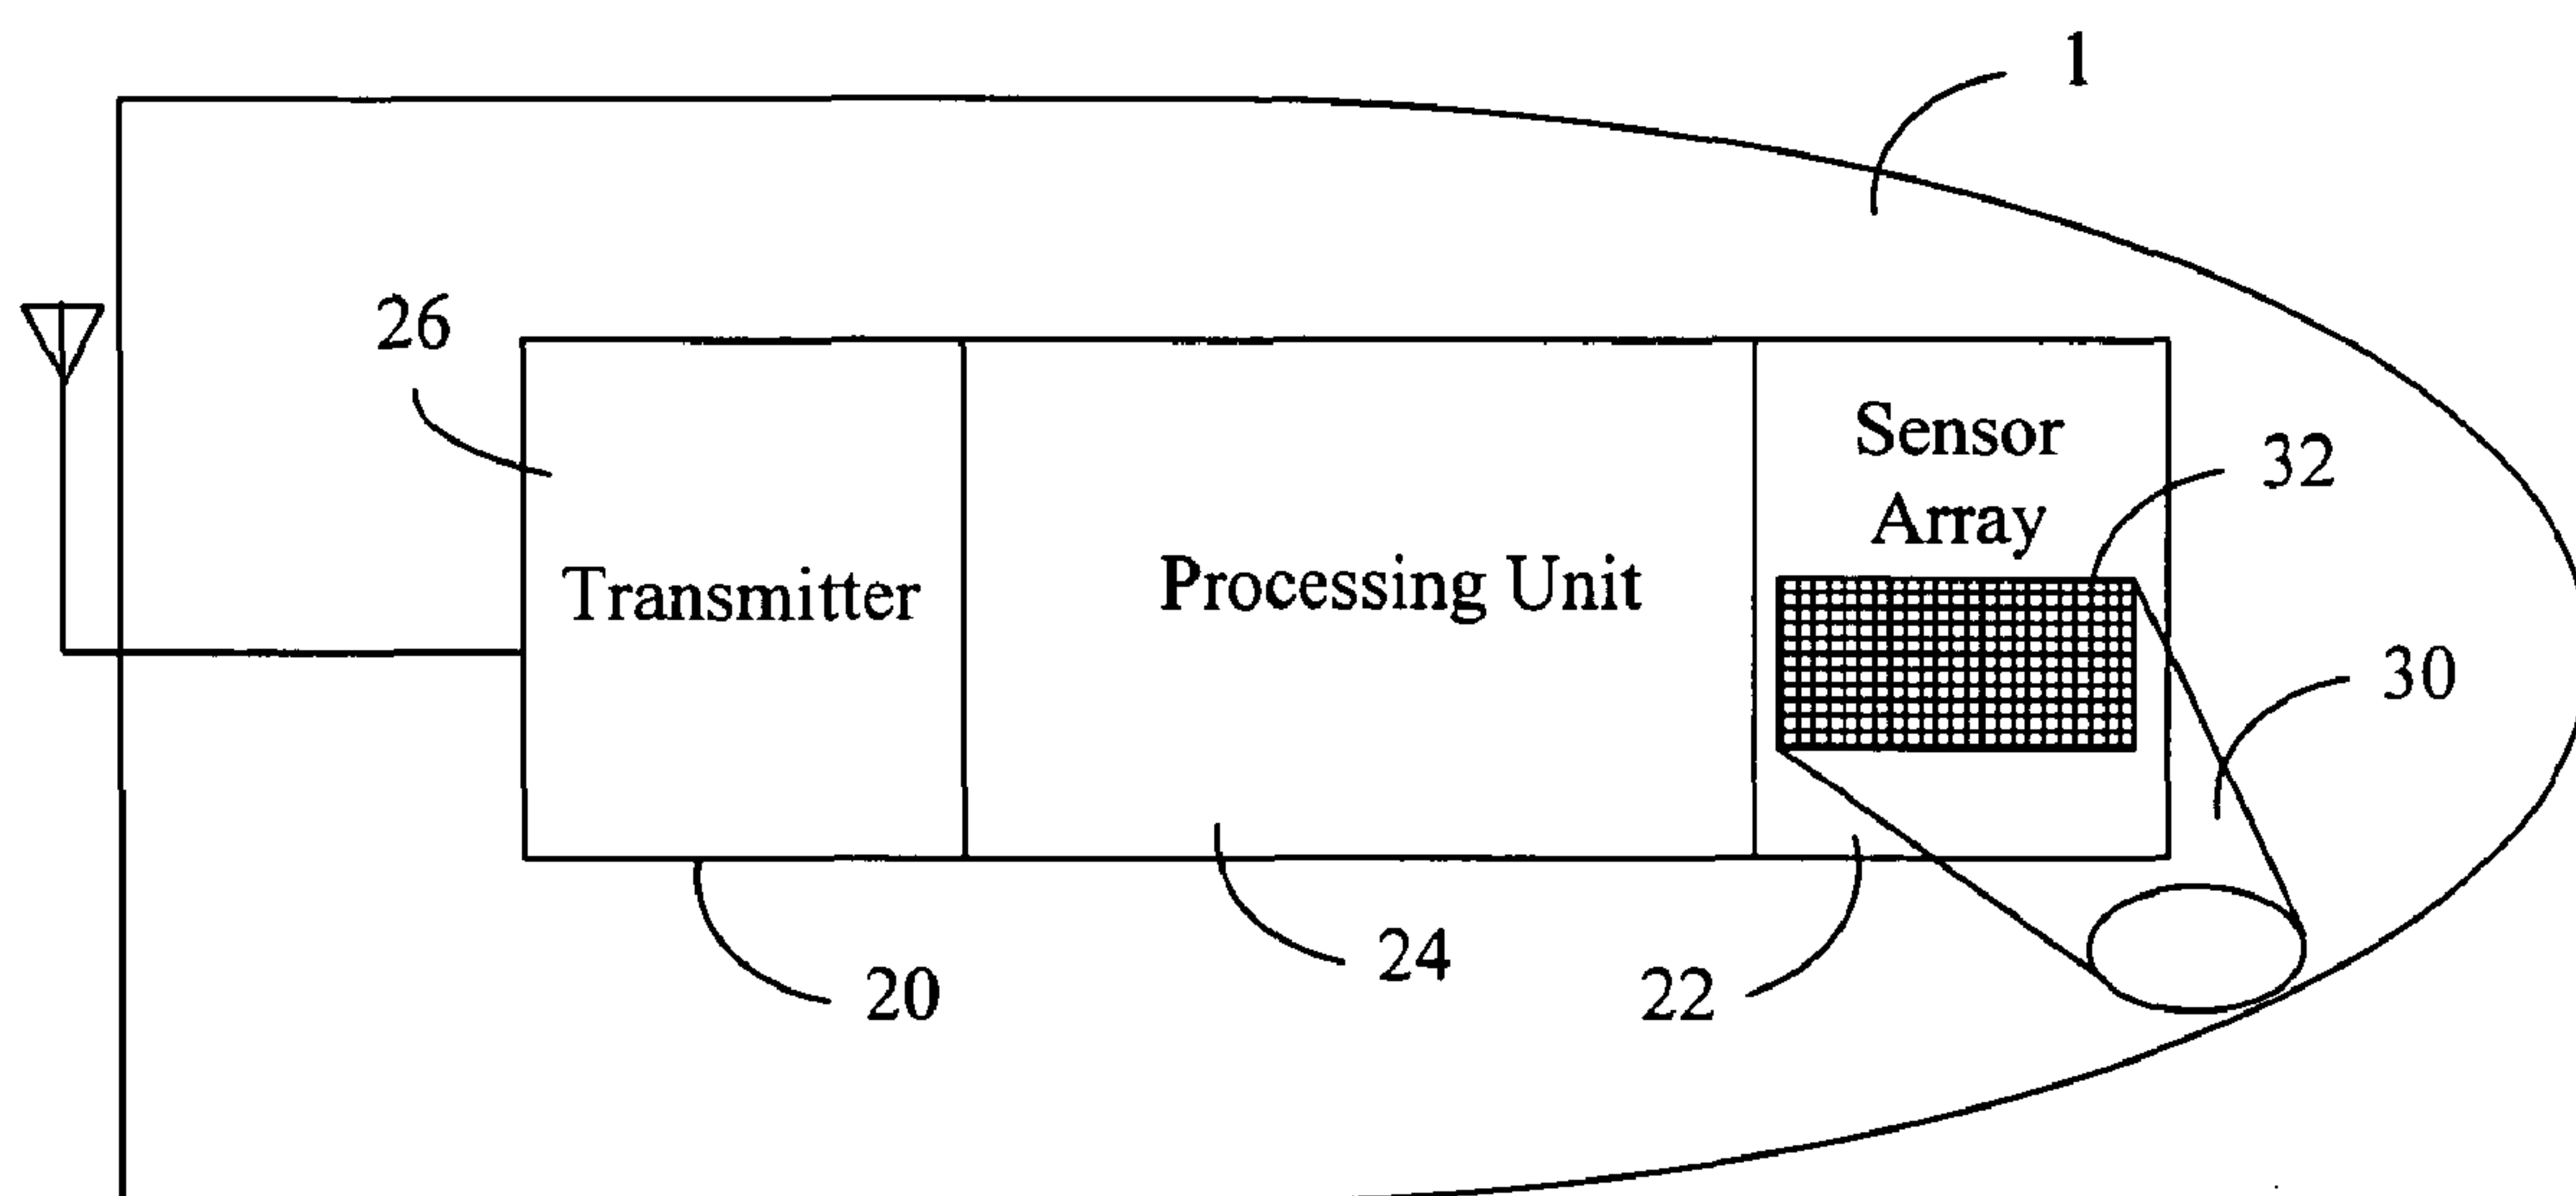 1
26
Sensor
Array
32
Transmitter
Processing Unit
30
24
20
22